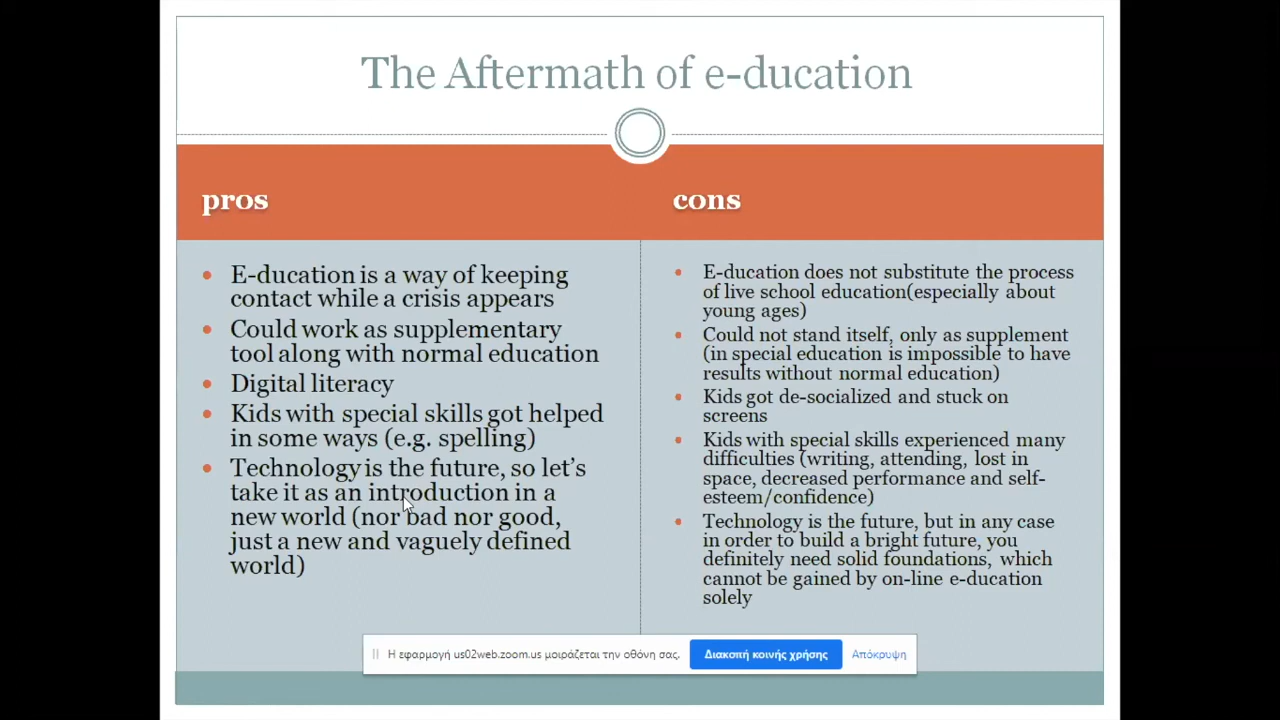 The Aftermath of e-ducation
pros
E-ducation is a way of keeping
contact while a crisis appears
Could work as supplementary
tool along with normal education
Digital literacy
Kids with special skills got helped
in some ways (e.g. spelling)
Technology is the future, so let's
take it as an introduction in a
new world (nor bad nor good,
just a new and vaguely defined
world)
cons
E-ducation does not substitute the process
of live school education(especially about
young ages)
Could not stand itself, only as supplement
(in special education is impossible to have
results without normal education)
Kids got de-socialized and stuck on
screens
Kids with special skills experienced many
difficulties (writing, attending, lost in
space, decreased performance and self-
esteem/confidence)
Technology is the future, but in any case
in order to build a bright future, you
definitely need solid foundations, which
cannot be gained by on-line e-ducation
solely
Η εφαρμογή us02web.zoom.us μοιράζεται την οθόνη σας.
Διακοπή κοινής χρήσης
Απόκρυψη